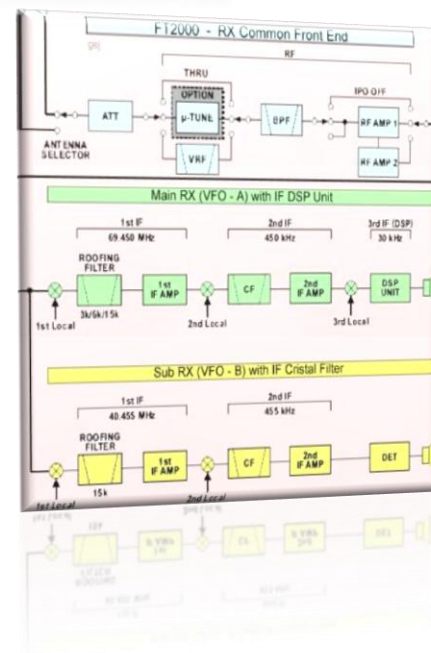 FT2000 - RX Common Front End
RF
THRU
OPTION
µ-TUNE
IPO OFF
ATT
BPF
RF AMP 1
ANTENNA
SELECTOR
VRF
RF AMP 2
Main RX (VFO - A) with IF DSP Unit
1st IF
69.450 MHz
2nd IF
450 kHz
3rd IF (DSP)
30 kHz
ROOFING
FILTER
1st
IF AMP
CF
2nd
IF AMP
DSP
UNIT
3k/6k/15k
1st Local
2nd Local
3rd Local
Sub RX (VFO - B) with IF Cristal Filter
1st IF
40.455 MHz
2nd IF
455 kHz
ROOFING
FILTER
1st
IF AMP
CF
2nd
IF AMP
DET
15k
1st Local
2nd Local